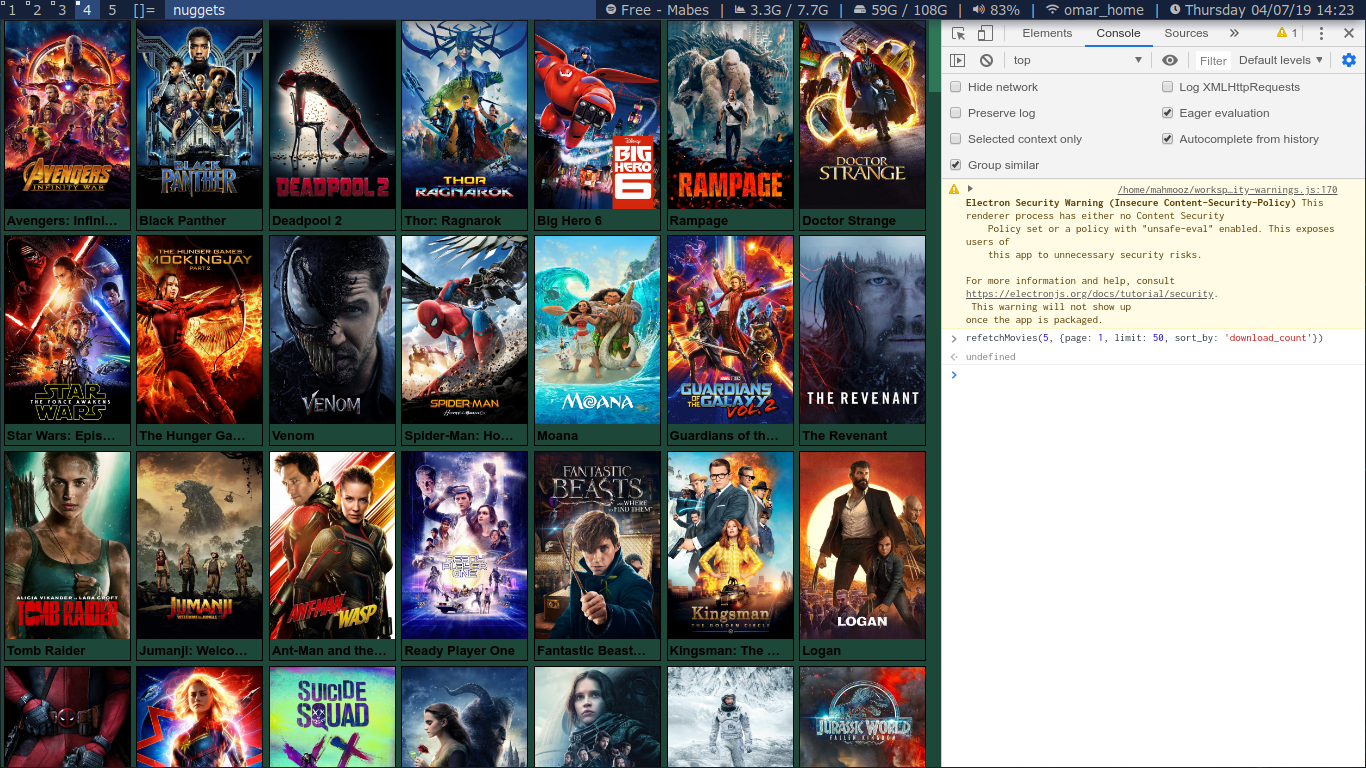 1 2 3 4 5 []= nuggets Free - Mabes | 3.3G / 7.7G | 59G / 108G | 83% | omar_home | Thursday 04/07/19 14:23
Elements Console Sources » 1
top Filter Default levels ▼
Hide network Log XMLHttpRequests
Preserve log Eager evaluation
Selected context only Autocomplete from history
Group similar
/home/mahmooz/worksp…ity-warnings.js:170
Electron Security Warning (Insecure Content-Security-Policy) This
renderer process has either no Content Security
Policy set or a policy with "unsafe-eval" enabled. This exposes
users of
this app to unnecessary security risks.
For more information and help, consult
https://electronjs.org/docs/tutorial/security.
This warning will not show up
once the app is packaged.
refetchMovies(5, {page: 1, limit: 50, sort_by: 'download_count'})
undefined
AVENGERS
INFINITY WAR
BLACK
PANTHER
DEADPOOL 2
THOR
RAGNAROK
Disney
BIG
HERO
6
RAMPAGE
DOCTOR
STRANGE
Avengers: Infini… Black Panther Deadpool 2 Thor: Ragnarok Big Hero 6 Rampage Doctor Strange
STAR
THE FORCE AWAKENS
WARS
THE HUNGER GAMES
MOCKINGJAY
PART 2
VENOM
SPIDER-MAN
MOANA
GUARDIANS
OF THE GALAXY
VOL. 2
THE REVENANT
Star Wars: Epis… The Hunger Ga… Venom Spider-Man: Ho… Moana Guardians of th… The Revenant
ALICIA VIKANDER is LARA CROFT
TOMB RAIDER
JUMANJI
WELCOME TO THE JUNGLE
ANT-MAN AND THE WASP
READY
PLAYER
ONE
FANTASTIC
BEASTS
AND WHERE
TO FIND THEM
Kingsman
THE GOLDEN CIRCLE
LOGAN
Tomb Raider Jumanji: Welco… Ant-Man and the… Ready Player One Fantastic Beast… Kingsman: The … Logan
SUICIDE
SQUAD
JURASSIC WORLD
FALLEN KINGDOM